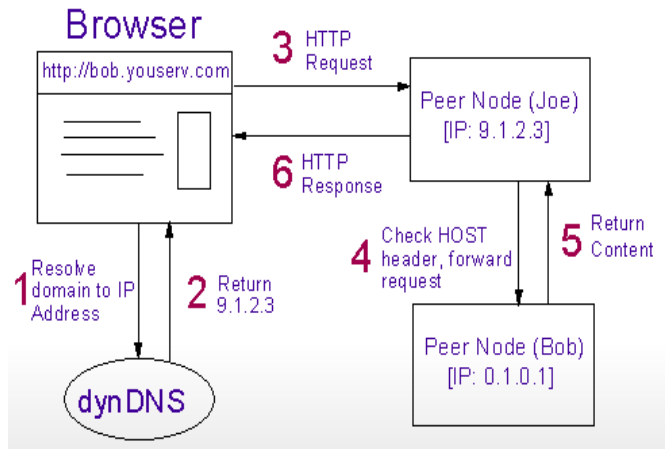 Browser
http://bob.youserv.com
3 HTTP
Request
Peer Node (Joe)
[IP: 9.1.2.3]
6 HTTP
Response
1 Resolve
domain to IP
Address
2 Return
9.1.2.3
4 Check HOST
header, forward
request
5 Return
Content
dynDNS
Peer Node (Bob)
[IP: 0.1.0.1]